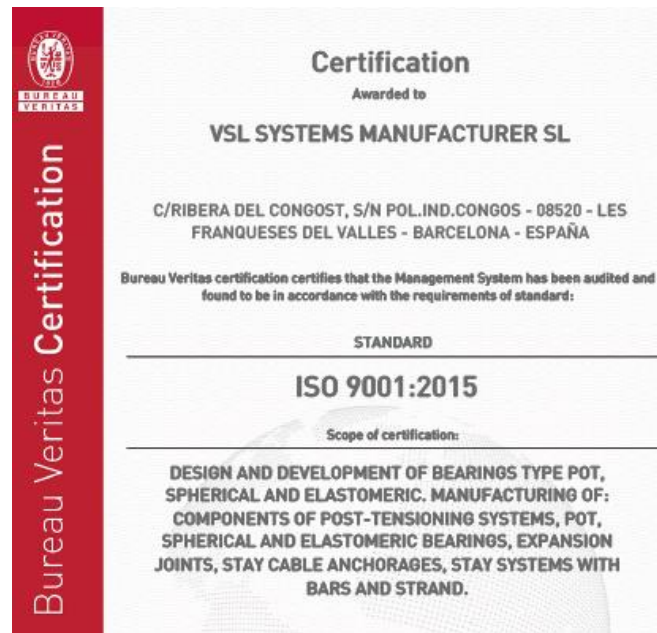 BUREAU
VERITAS
Bureau Veritas Certification
Certification
Awarded to
VSL SYSTEMS MANUFACTURER SL
C/RIBERA DEL CONGOST, S/N POL.IND.CONGOS - 08520 - LES
FRANQUESES DEL VALLES - BARCELONA - ESPAÑA
Bureau Veritas certification certifies that the Management System has been audited and
found to be in accordance with the requirements of standard:
STANDARD
ISO 9001:2015
Scope of certification:
DESIGN AND DEVELOPMENT OF BEARINGS TYPE POT,
SPHERICAL AND ELASTOMERIC. MANUFACTURING OF:
COMPONENTS OF POST-TENSIONING SYSTEMS, POT,
SPHERICAL AND ELASTOMERIC BEARINGS, EXPANSION
JOINTS, STAY CABLE ANCHORAGES, STAY SYSTEMS WITH
BARS AND STRAND.